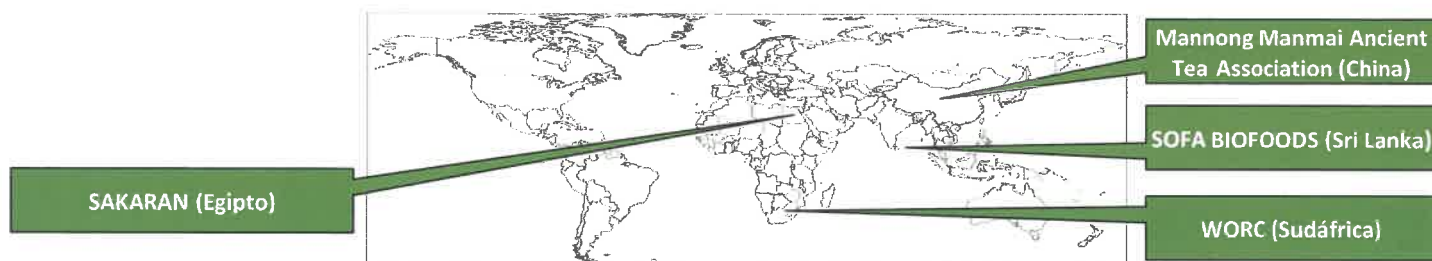 Mannong Manmai Ancient
Tea Association (China)
SOFA BIOFOODS (Sri Lanka)
SAKARAN (Egipto)
WORC (Sudáfrica)